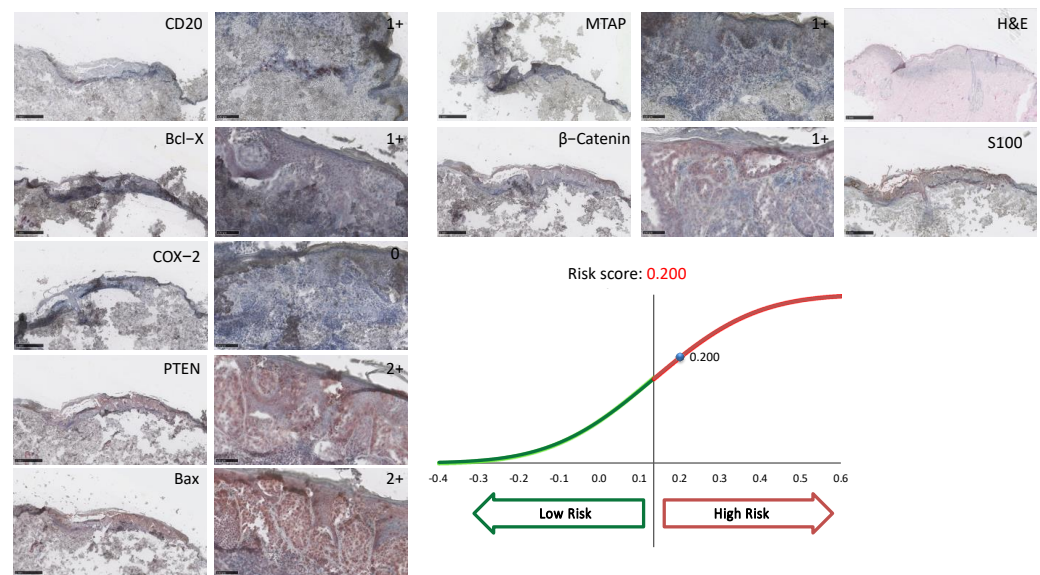 CD20
1+
MTAP
1+
H&E
Bcl−X
1+
β−Catenin
1+
S100
COX−2
0
PTEN
2+
Bax
2+
Risk score: 0.200
0.200
-0.4 -0.3 -0.2 -0.1 0.0 0.1 0.2 0.3 0.4 0.5 0.6
Low Risk
High Risk